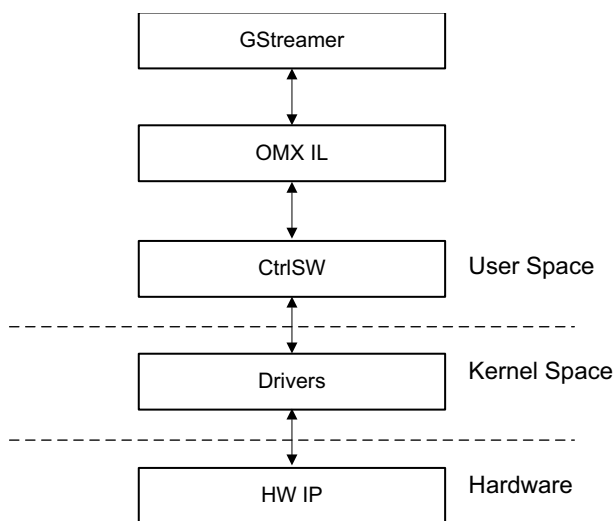 GStreamer
OMX IL
CtrlSW
User Space
Drivers
Kernel Space
HW IP
Hardware